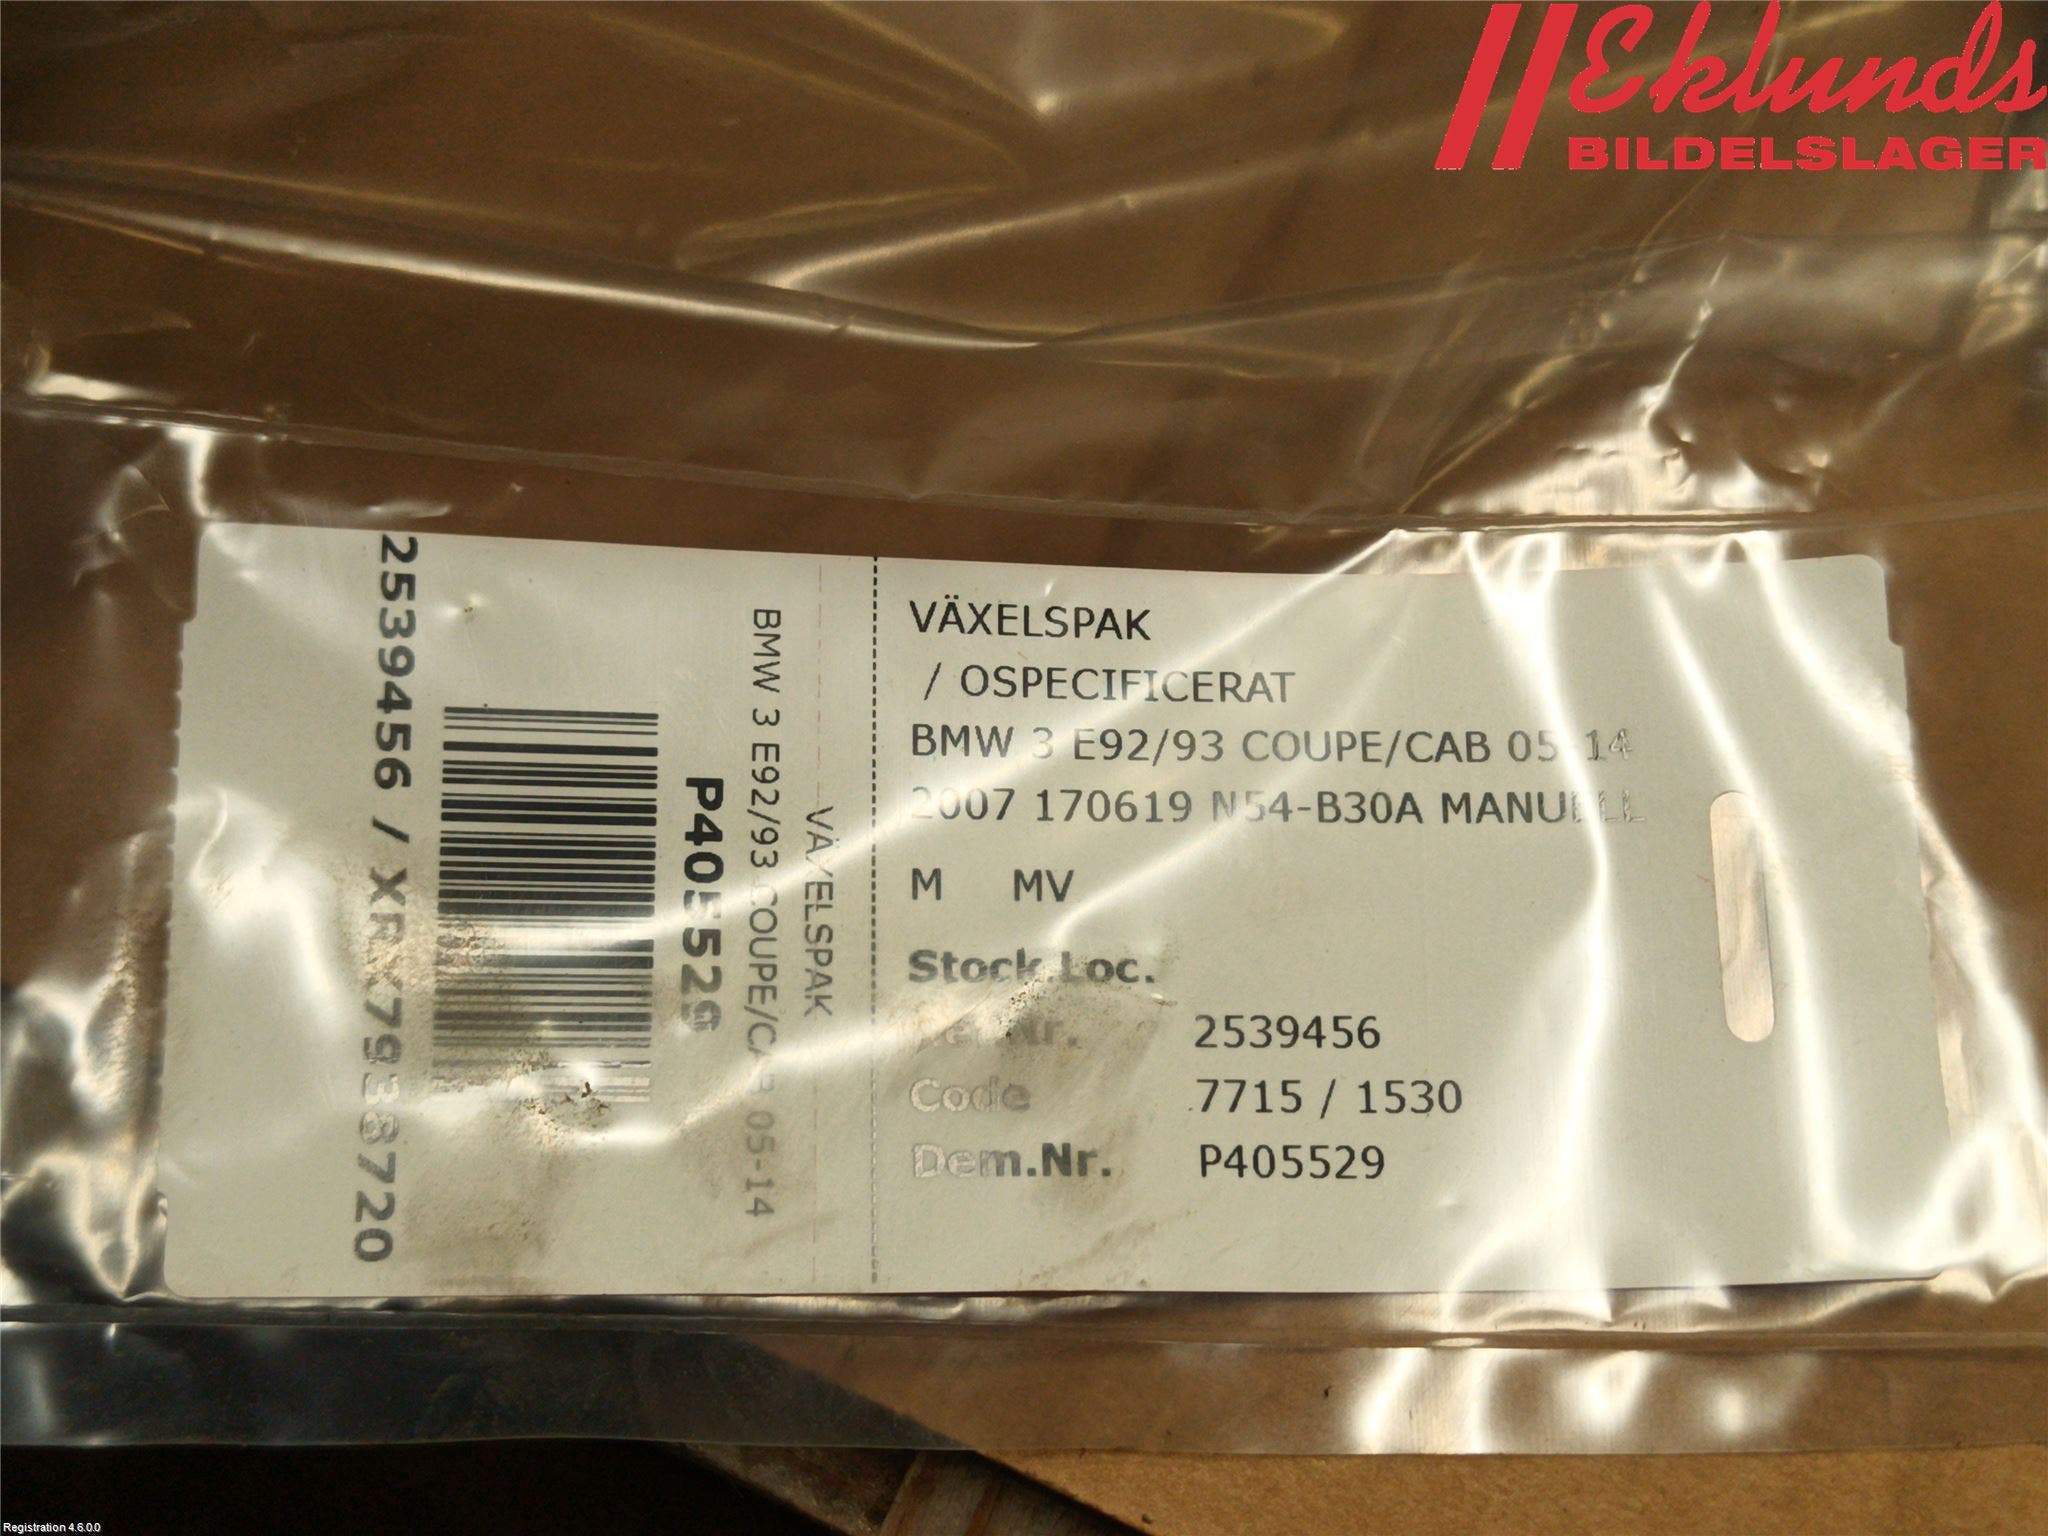 Eklunds
BILDELSLAGER
2539456 / XRX7938720
P405529
BMW 3 E92/93 COUPE/CAB 05-14
VÄXELSPAK
VÄXELSPAK
/ OSPECIFICERAT
BMW 3 E92/93 COUPE/CAB 05-14
2007 170619 N54-B30A MANUELL
M MV
Stock.Loc.
2539456
Code 7715 / 1530
Dem.Nr. P405529
Registration 4.6.0.0